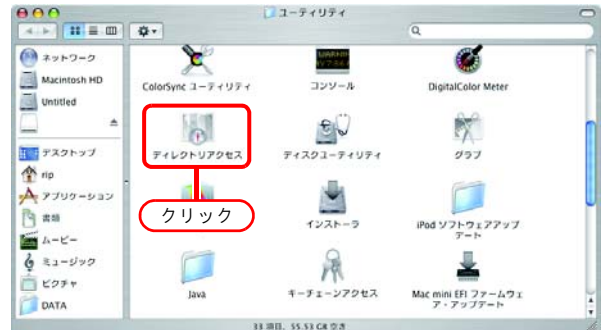 ユーティリティ
ネットワーク
Macintosh HD
Untitled
デスクトップ
rip
アプリケーション
書類
ムービー
ミュージック
ピクチャ
DATA
ColorSync ユーティリティ
コンソール
DigitalColor Meter
ディレクトリアクセス
ディスクユーティリティ
グラブ
クリック
インストーラ
iPod ソフトウェアアップ
デート
Java
キーチェーンアクセス
Mac mini EFI ファームウェ
ア・アップデート
33 項目、55.53 GB 空き